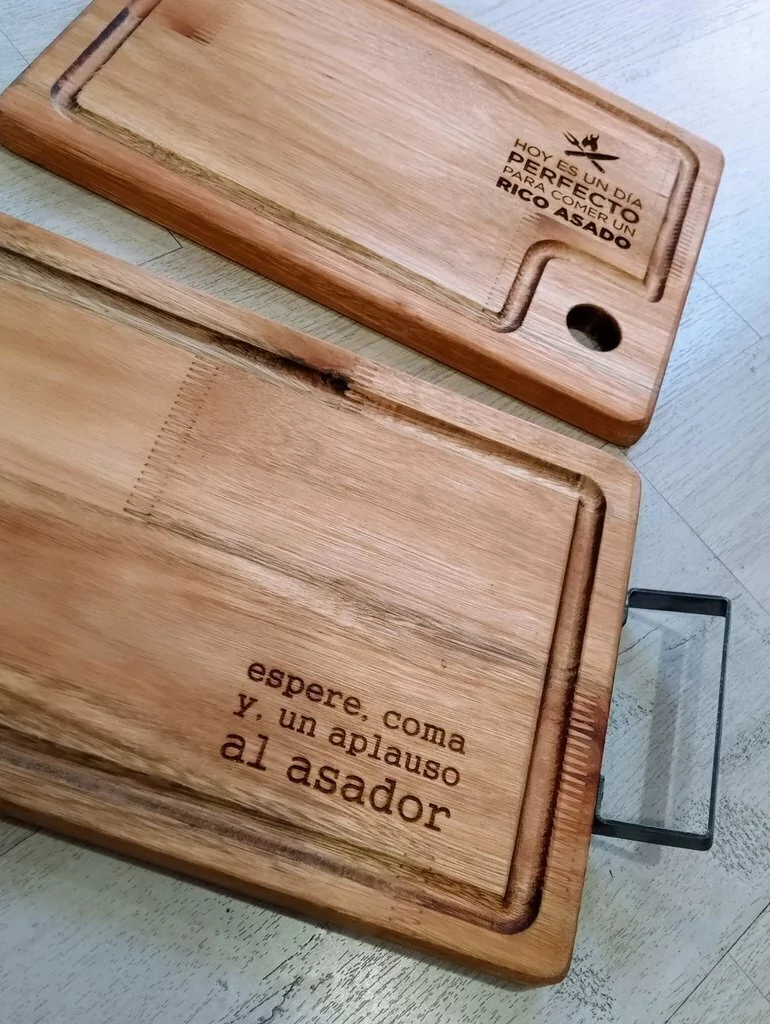 HOY ES UN DÍA
PERFECTO
PARA COMER UN
RICO ASADO
espere, coma
y, un aplauso
al asador